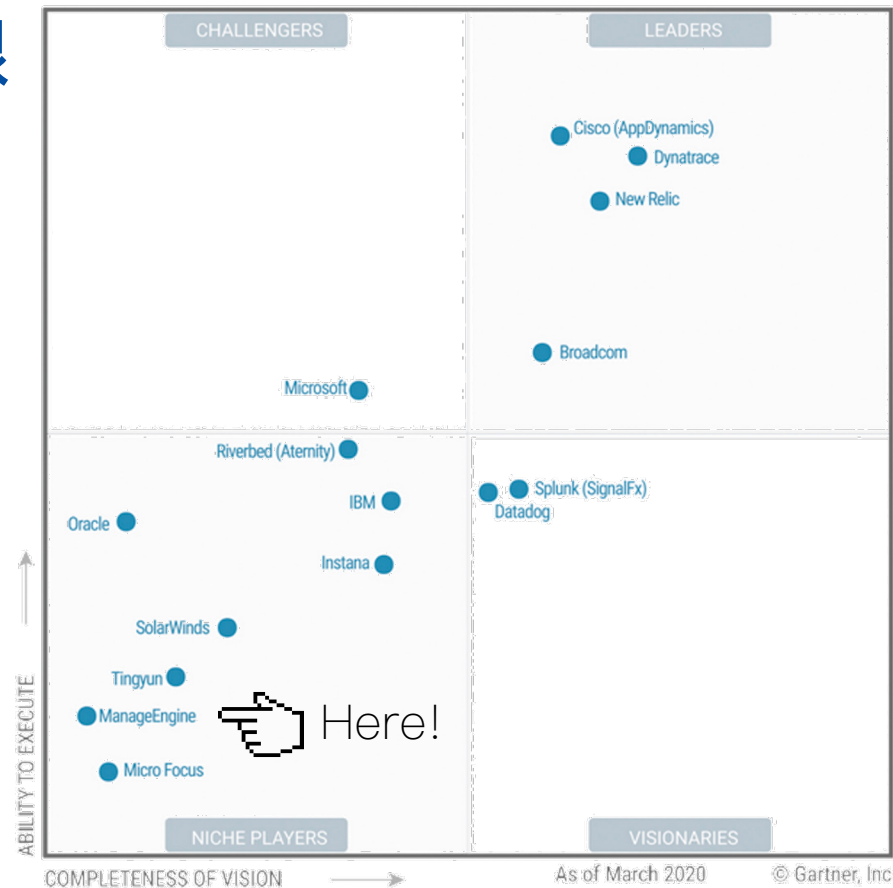 CHALLENGERS
LEADERS
Cisco (AppDynamics)
Dynatrace
New Relic
Broadcom
Microsoft
Riverbed (Aternity)
IBM
Splunk (SignalFx)
Datadog
Oracle
Instana
SolarWinds
Tingyun
ManageEngine
Here!
Micro Focus
NICHE PLAYERS
VISIONARIES
ABILITY TO EXECUTE
COMPLETENESS OF VISION
As of March 2020
© Gartner, Inc